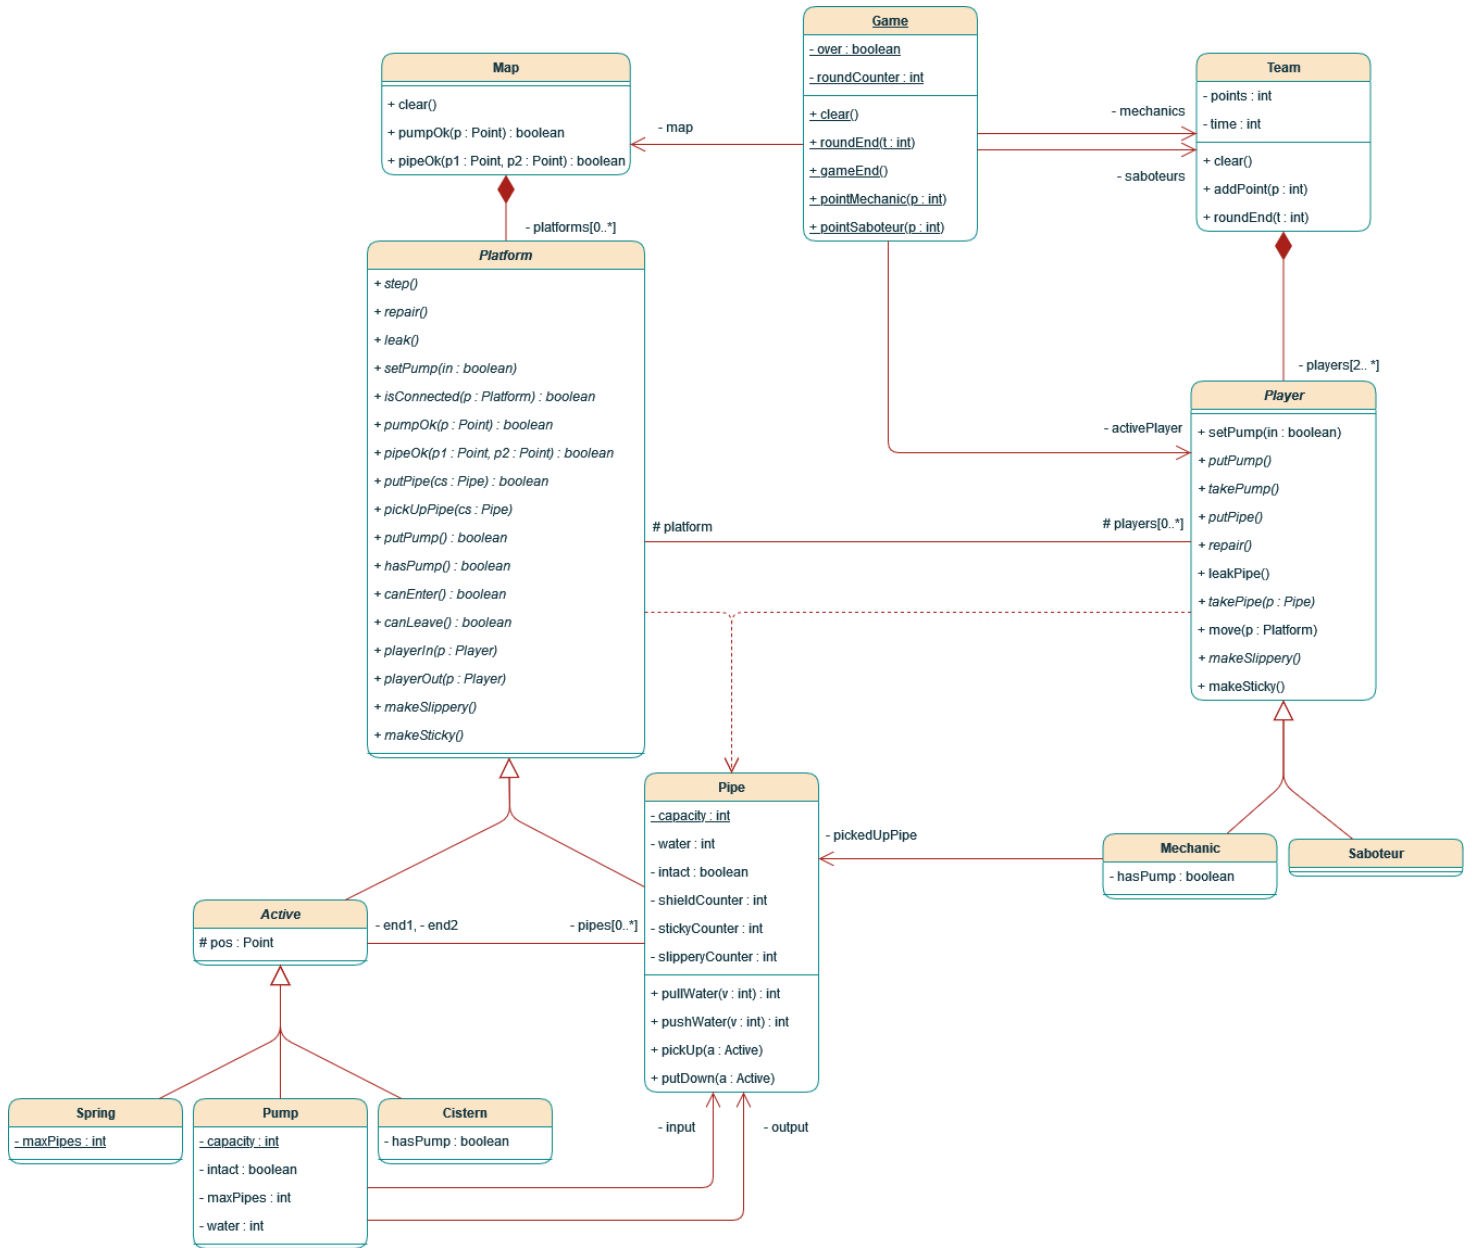 Game
- over : boolean
- roundCounter : int
+ clear()
+ roundEnd(t : int)
+ gameEnd()
+ pointMechanic(p : int)
+ pointSaboteur(p : int)
Map
+ clear()
+ pumpOk(p : Point) : boolean
+ pipeOk(p1 : Point, p2 : Point) : boolean
- map
- mechanics
- saboteurs
Team
- points : int
- time : int
+ clear()
+ addPoint(p : int)
+ roundEnd(t : int)
- platforms[0..*]
Platform
+ step()
+ repair()
+ leak()
+ setPump(in : boolean)
+ isConnected(p : Platform) : boolean
+ pumpOk(p : Point) : boolean
+ pipeOk(p1 : Point, p2 : Point) : boolean
+ putPipe(cs : Pipe) : boolean
+ pickUpPipe(cs : Pipe)
+ putPump() : boolean
+ hasPump() : boolean
+ canEnter() : boolean
+ canLeave() : boolean
+ playerIn(p : Player)
+ playerOut(p : Player)
+ makeSlippery()
+ makeSticky()
- players[2.. *]
- activePlayer
Player
+ setPump(in : boolean)
+ putPump()
+ takePump()
+ putPipe()
+ repair()
+ leakPipe()
+ takePipe(p : Pipe)
+ move(p : Platform)
+ makeSlippery()
+ makeSticky()
# platform
# players[0..*]
Pipe
- capacity : int
- water : int
- intact : boolean
- shieldCounter : int
- stickyCounter : int
- slipperyCounter : int
+ pullWater(v : int) : int
+ pushWater(v : int) : int
+ pickUp(a : Active)
+ putDown(a : Active)
- pickedUpPipe
Mechanic
- hasPump : boolean
Saboteur
Active
# pos : Point
- end1, - end2
- pipes[0..*]
Spring
- maxPipes : int
Pump
- capacity : int
- intact : boolean
- maxPipes : int
- water : int
Cistern
- hasPump : boolean
- input
- output